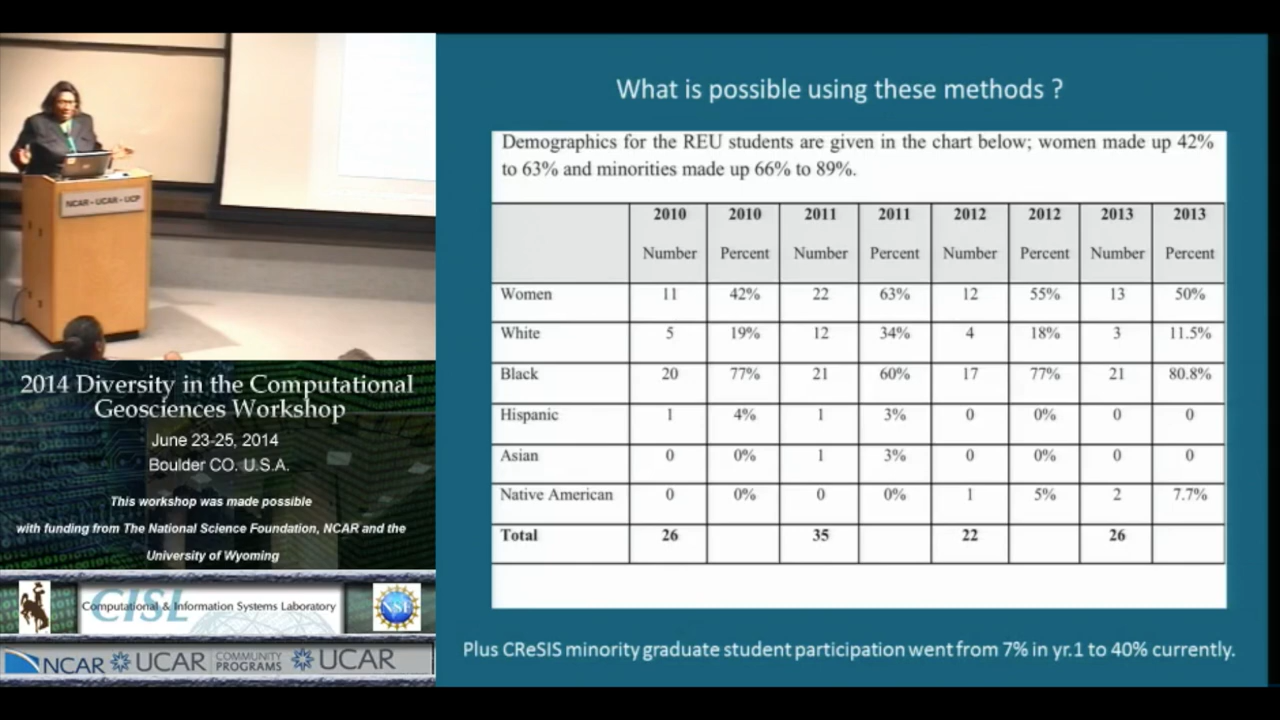 NCAR - UCAR - UCP
2014 Diversity in the Computational
Geosciences Workshop
June 23-25, 2014
Boulder CO. U.S.A.
This workshop was made possible
with funding from The National Science Foundation, NCAR and the
University of Wyoming
CISL
Computational & Information Systems Laboratory
NSF
NCAR UCAR COMMUNITY PROGRAMS UCAR
What is possible using these methods ?
Demographics for the REU students are given in the chart below; women made up 42%
to 63% and minorities made up 66% to 89%.
2010 2010 2011 2011 2012 2012 2013 2013
Number Percent Number Percent Number Percent Number Percent
Women 11 42% 22 63% 12 55% 13 50%
White 5 19% 12 34% 4 18% 3 11.5%
Black 20 77% 21 60% 17 77% 21 80.8%
Hispanic 1 4% 1 3% 0 0% 0 0
Asian 0 0% 1 3% 0 0% 0 0
Native American 0 0% 0 0% 1 5% 2 7.7%
Total 26 35 22 26
Plus CReSIS minority graduate student participation went from 7% in yr.1 to 40% currently.